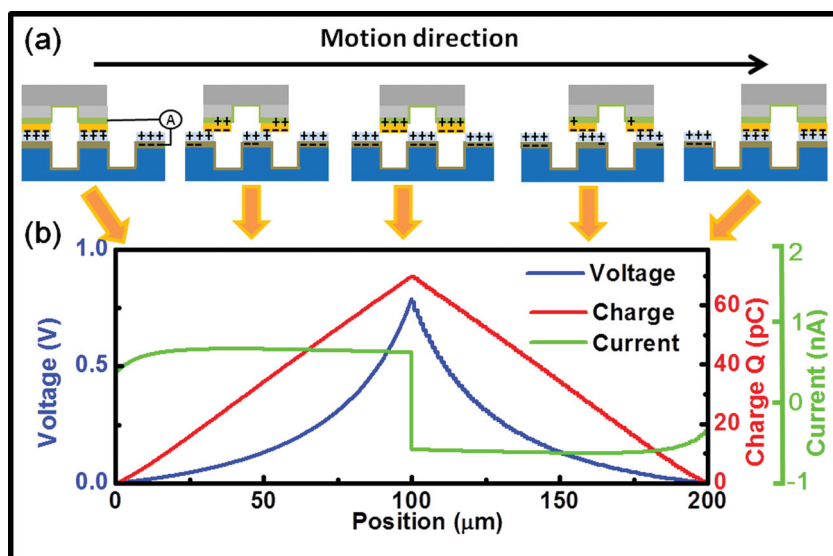 (a)
Motion direction
A
+++ +++ +++ --- ++ ++ -- -- +++ +++ +++ -- -- +++ +++ --- --- +++ +++ +++ + + -- -- +++ +++ +++ --- - - +++ +++ +++ ---
(b)
1.0
0.5
0.0
Voltage (V)
Voltage
Charge
Current
60
40
20
0
Charge Q (pC)
2
1
0
-1
Current (nA)
0
50
100
150
200
Position (μm)